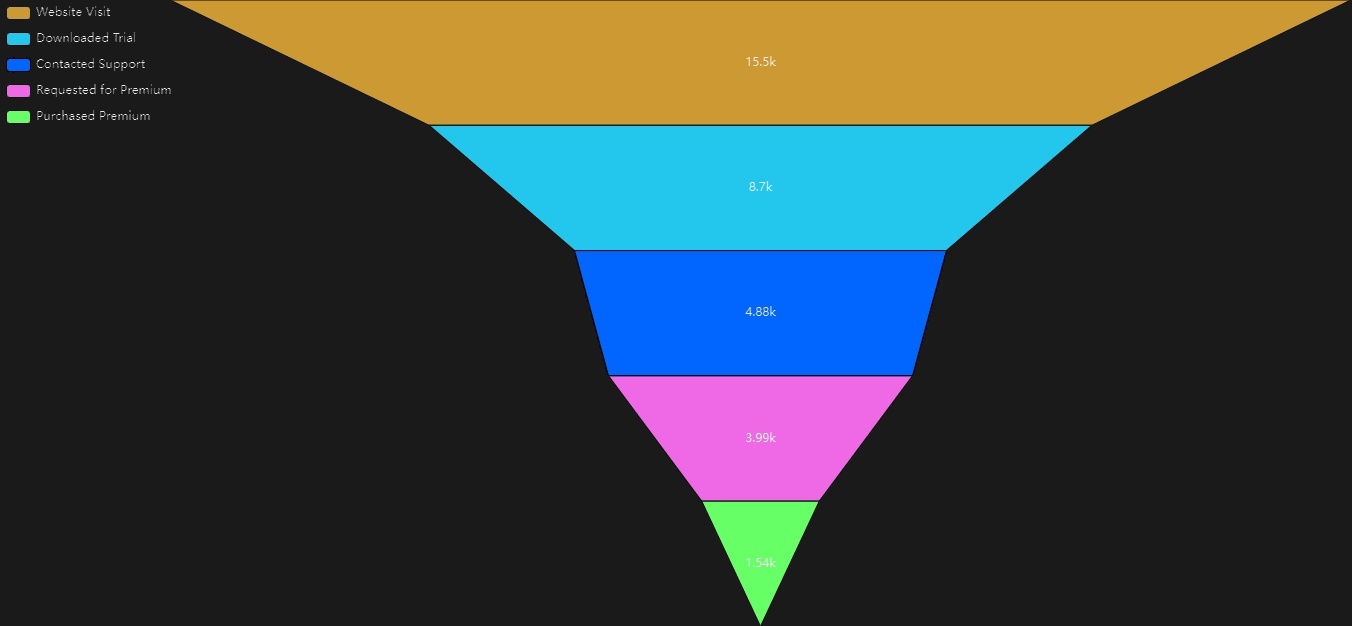 Website Visit
Downloaded Trial
Contacted Support
Requested for Premium
Purchased Premium
15.5k
8.7k
4.88k
3.99k
1.54k